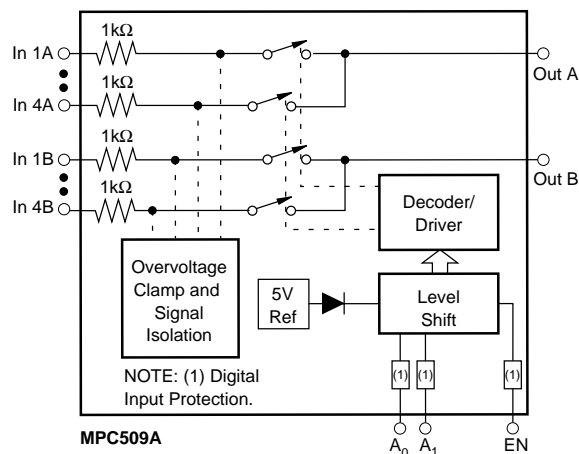 1kΩ
In 1A
Out A
1kΩ
In 4A
1kΩ
In 1B
Out B
1kΩ
In 4B
Decoder/
Driver
Overvoltage
Clamp and
Signal
Isolation
5V
Ref
Level
Shift
(1)
(1)
(1)
NOTE: (1) Digital
Input Protection.
MPC509A
A0
A1
EN